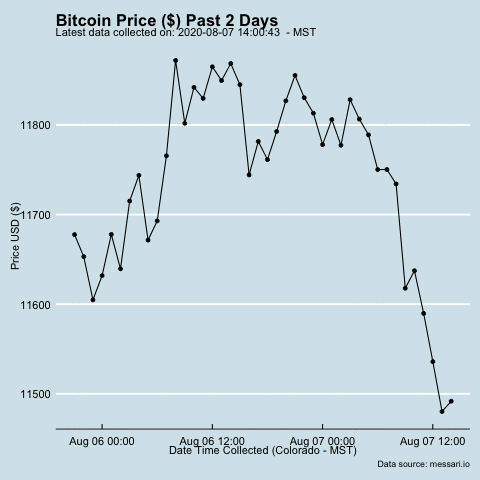 Bitcoin Price ($) Past 2 Days
Latest data collected on: 2020-08-07 14:00:43  - MST
11800
11700
11600
11500
Price USD ($)
Aug 06 00:00 Aug 06 12:00 Aug 07 00:00 Aug 07 12:00
Date Time Collected (Colorado - MST)
Data source: messari.io